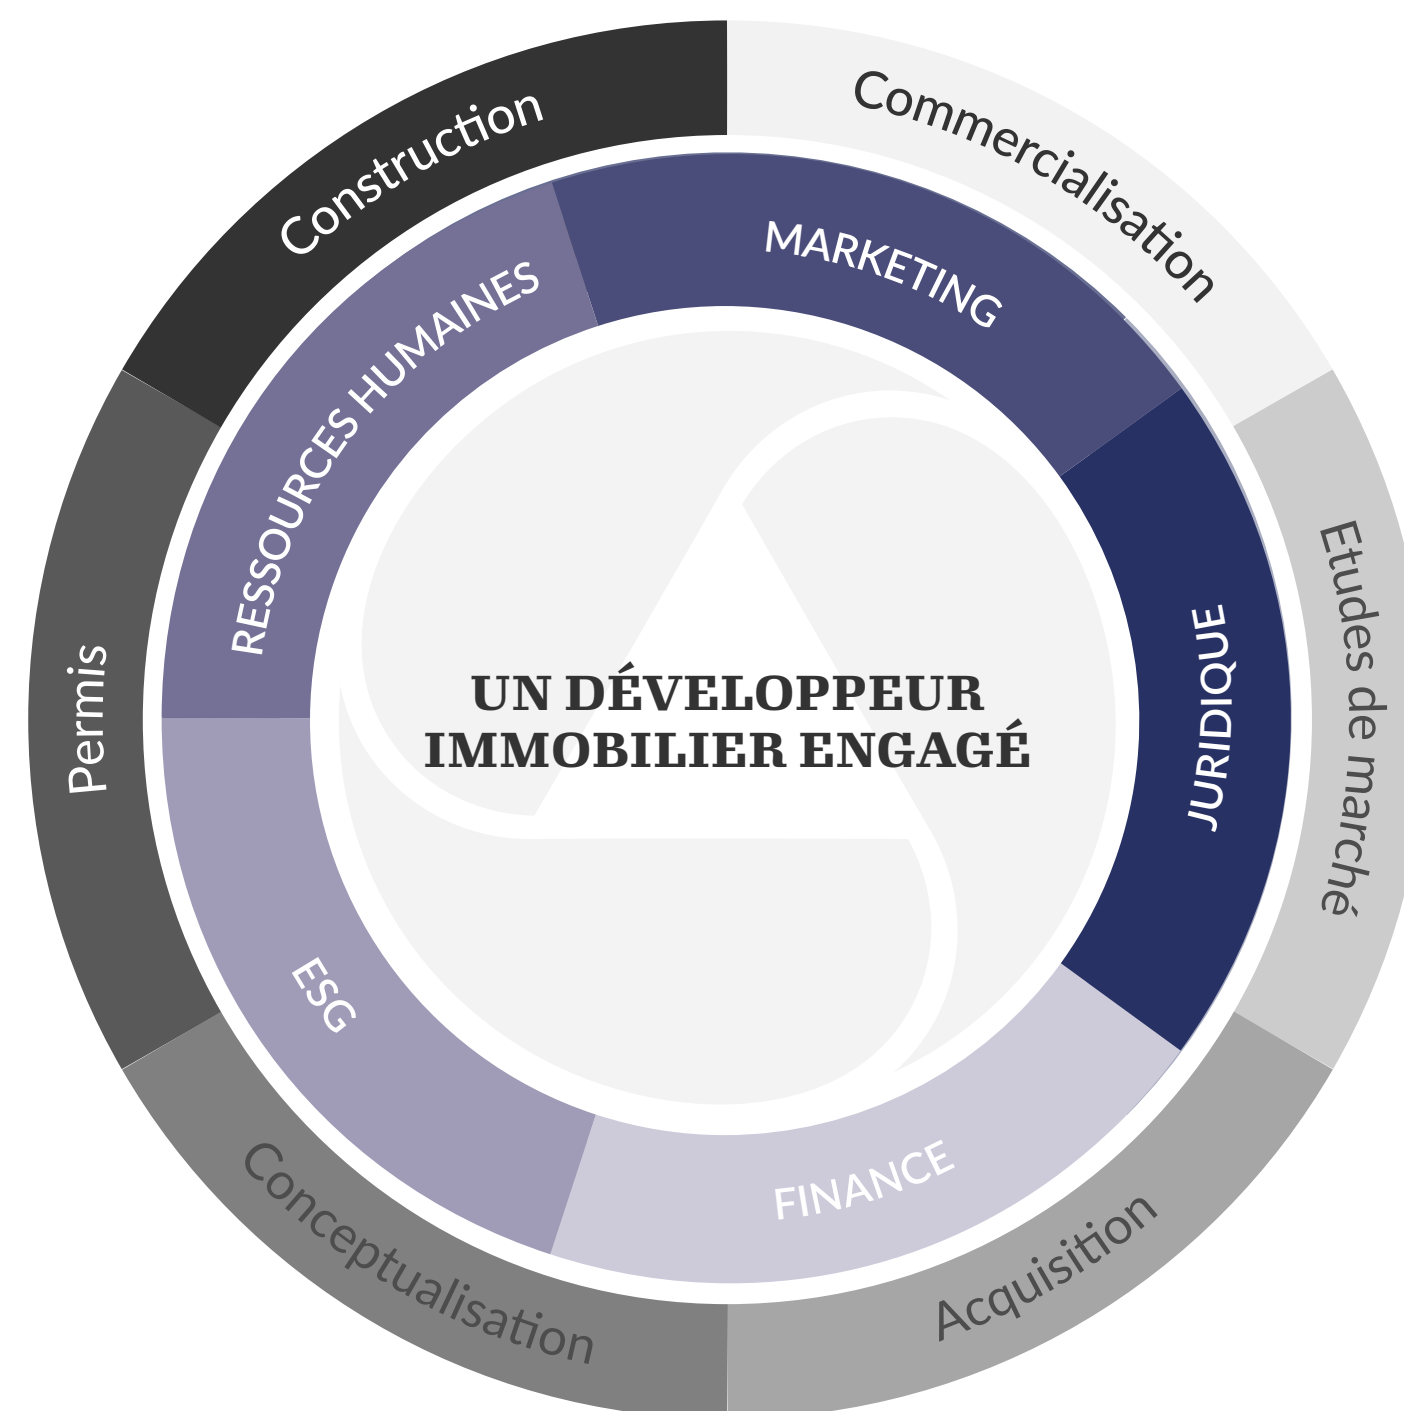 Commercialisation
Etudes de marché
Acquisition
Conceptualisation
Permis
Construction
MARKETING
JURIDIQUE
FINANCE
ESG
RESSOURCES HUMAINES
UN DÉVELOPPEUR
IMMOBILIER ENGAGÉ